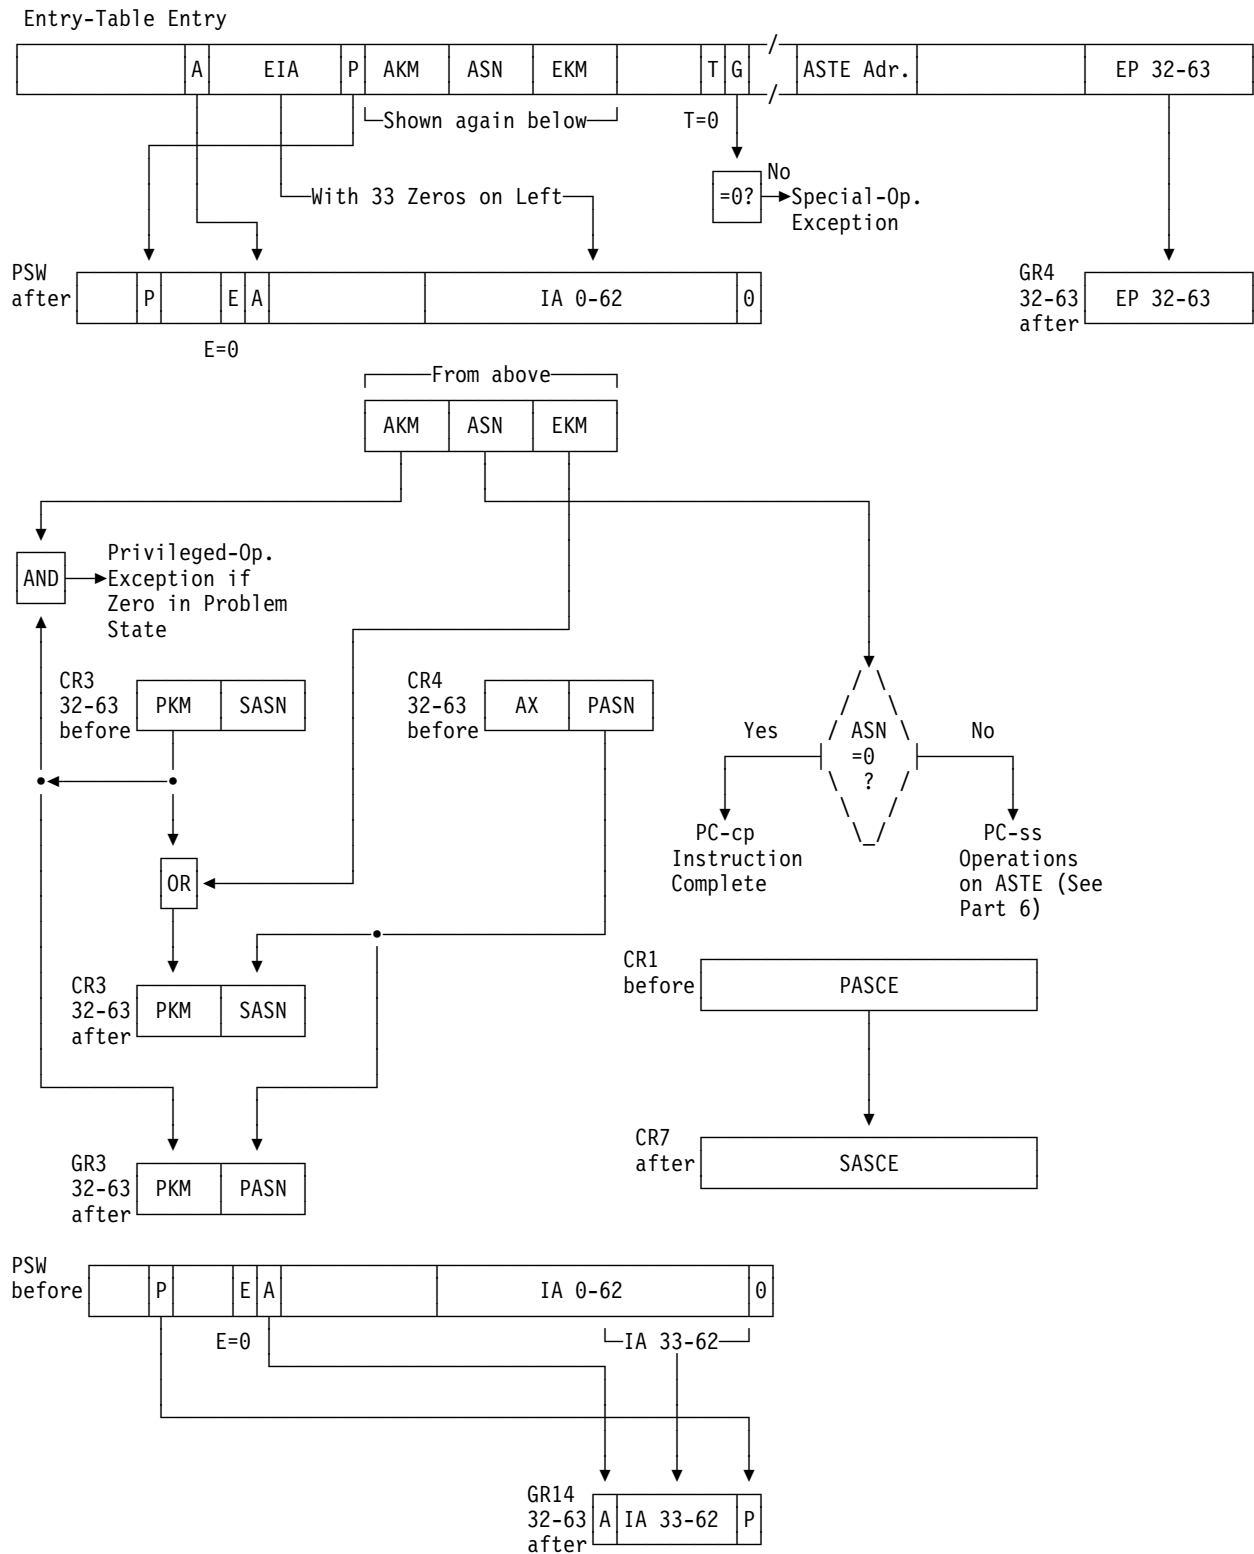 Entry-Table Entry
A EIA P AKM ASN EKM T G ASTE Adr. EP 32-63
Shown again below T=0
No
=0? Special-Op.
Exception
With 33 Zeros on Left
PSW
after
P E A IA 0-62 0
E=0
GR4
32-63
after
EP 32-63
From above
AKM ASN EKM
AND
Privileged-Op.
Exception if
Zero in Problem
State
CR3
32-63
before
PKM SASN
CR4
32-63
before
AX PASN
Yes
ASN
=0
?
No
PC-cp
Instruction
Complete
PC-ss
Operations
on ASTE (See
Part 6)
OR
CR3
32-63
after
PKM SASN
CR1
before
PASCE
CR7
after
SASCE
GR3
32-63
after
PKM PASN
PSW
before
P E A IA 0-62 0
E=0
IA 33-62
GR14
32-63
after
A IA 33-62 P